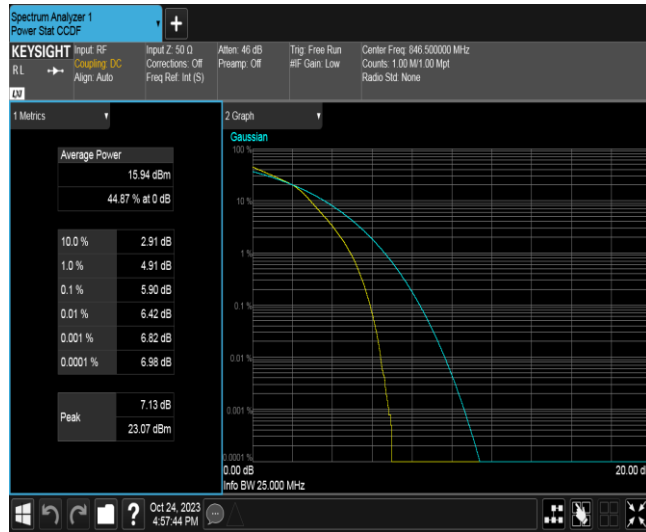 Spectrum Analyzer 1
Power Stat CCDF
KEYSIGHT
RL
LXI
Input: RF
Coupling: DC
Align: Auto
Input Z: 50 Ω
Corrections: Off
Freq Ref: Int (S)
Atten: 46 dB
Preamp: Off
Trig: Free Run
#IF Gain: Low
Center Freq: 846.500000 MHz
Counts: 1.00 M/1.00 Mpt
Radio Std: None
1 Metrics
Average Power
15.94 dBm
44.87 % at 0 dB
10.0 % 2.91 dB
1.0 % 4.91 dB
0.1 % 5.90 dB
0.01 % 6.42 dB
0.001 % 6.82 dB
0.0001 % 6.98 dB
Peak
7.13 dB
23.07 dBm
2 Graph
Gaussian
100 %
10 %
1 %
0.1 %
0.01 %
0.001 %
0.0001 %
0.00 dB
20.00 d
Info BW 25.000 MHz
?
Oct 24, 2023
4:57:44 PM